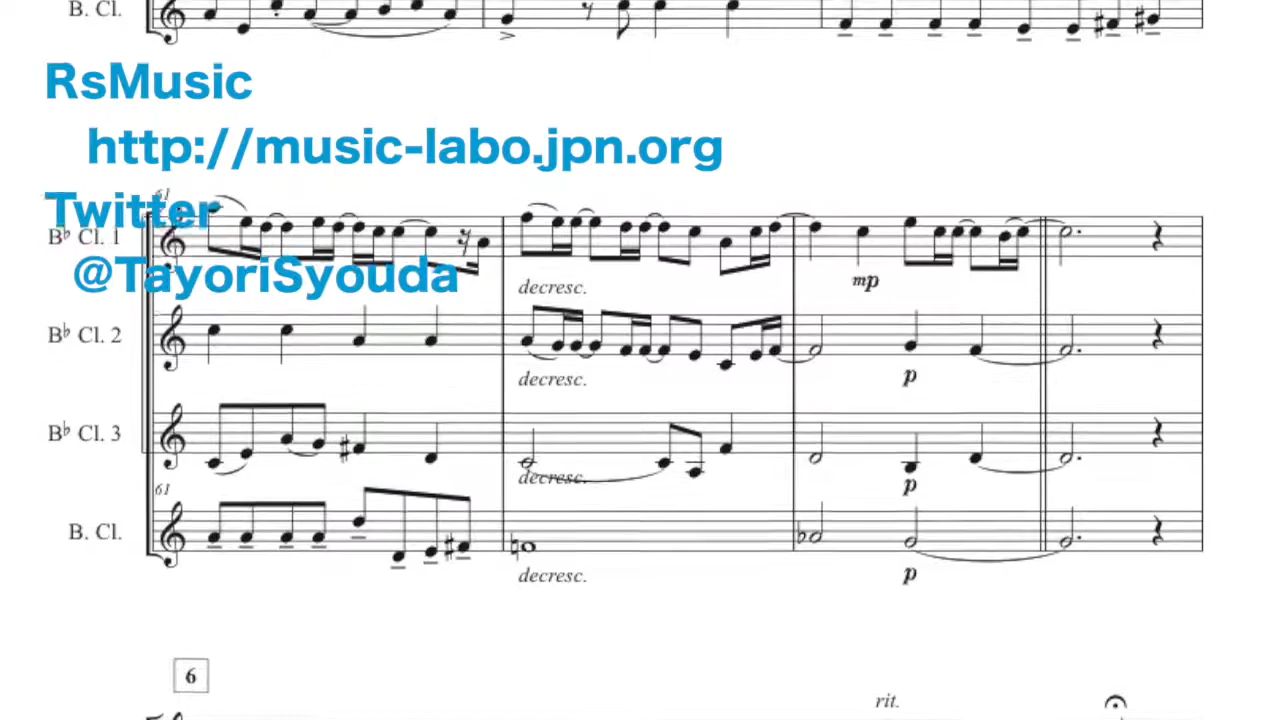 B. Cl.
RsMusic
http://music-labo.jpn.org
Twitter
@TayoriSyouda
61
B♭ Cl. 1
decresc.
mp
B♭ Cl. 2
decresc.
p
B♭ Cl. 3
decresc.
p
61
B. Cl.
decresc.
p
6
rit.